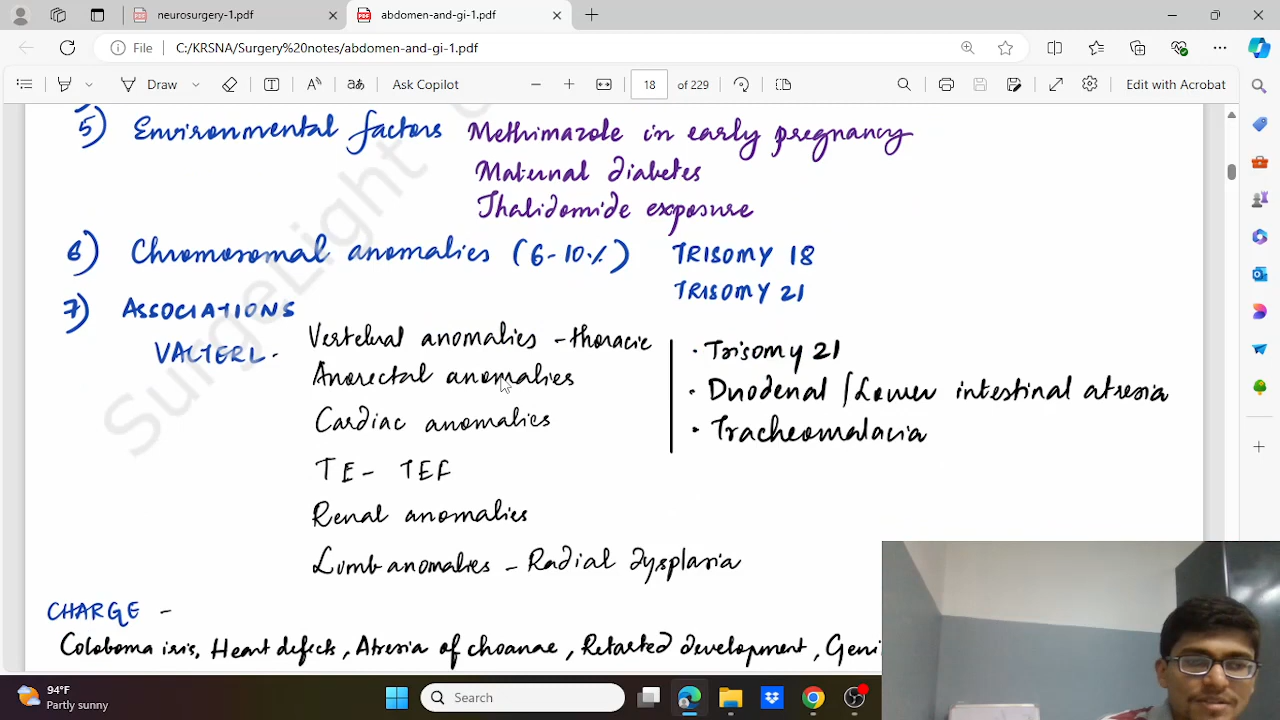 neurosurgery-1.pdf
abdomen-and-gi-1.pdf
File C:/KRSNA/Surgery%20notes/abdomen-and-gi-1.pdf
Draw
Ask Copilot
18 of 229
Edit with Acrobat
5) Environmental factors Methimazole in early pregnancy
Maternal diabetes
Thalidomide exposure
6) Chromosomal anomalies (6-10%) TRISOMY 18
TRISOMY 21
7) ASSOCIATIONS
VACTERL - Vertebral anomalies - thoracic
Anorectal anomalies
Cardiac anomalies
TE - TEF
Renal anomalies
Limb anomalies - Radial dysplasia
· Trisomy 21
· Duodenal / Lower intestinal atresia
· Tracheomalacia
CHARGE -
Coloboma iris, Heart defects, Atresia of choanae, Retarted development, Geni
SurgeLight
94°F
Partly sunny
Search